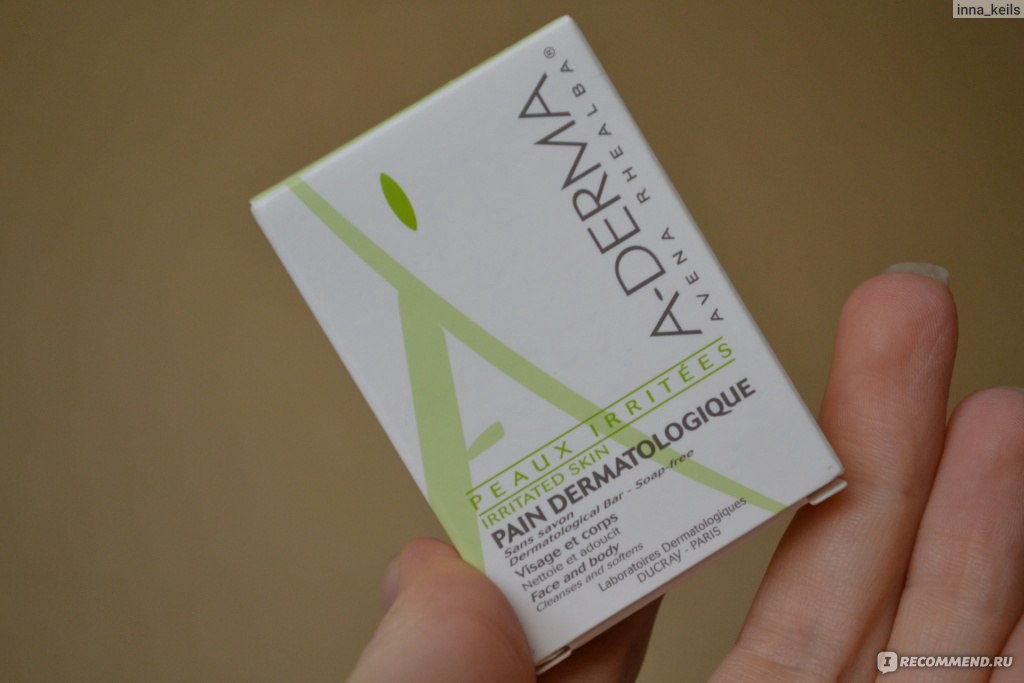 inna_keils
A-DERMA®
AVENA RHEALBA
PEAUX IRRITÉES
IRRITATED SKIN
PAIN DERMATOLOGIQUE
Sans savon
Dermatological Bar - Soap-free
Visage et corps
Nettoie et adoucit
Face and body
Cleanses and softens
Laboratoires Dermatologiques
DUCRAY - PARIS
I RECOMMEND.RU